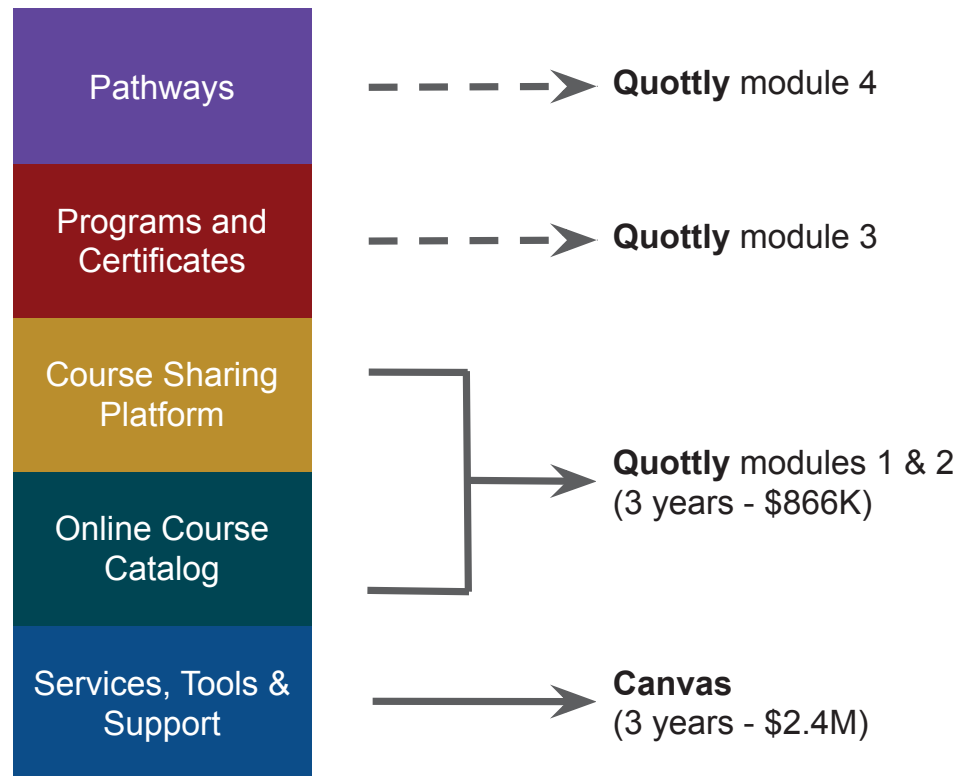 Pathways
Quottly module 4
Programs and
Certificates
Quottly module 3
Course Sharing
Platform
Quottly modules 1 & 2
(3 years - $866K)
Online Course
Catalog
Services, Tools &
Support
Canvas
(3 years - $2.4M)